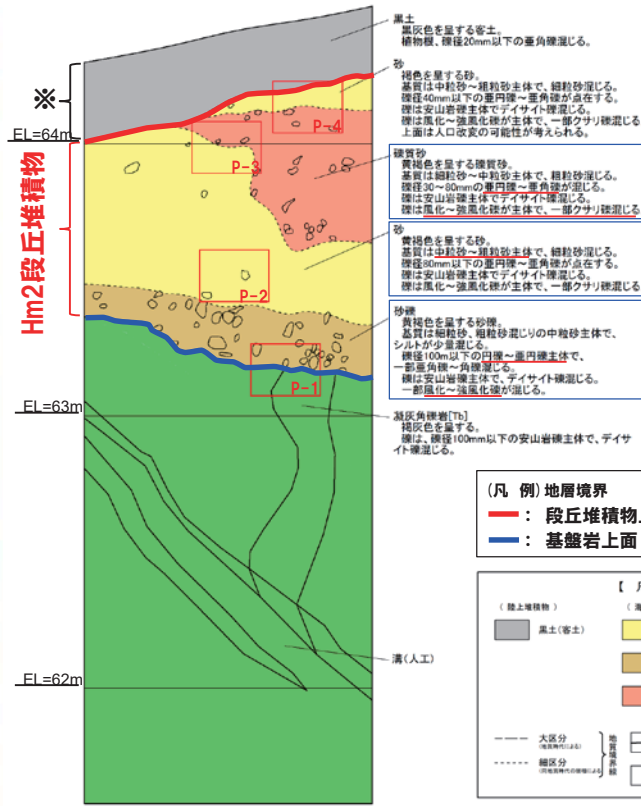 黒土
黒灰色を呈する客土。
植物根、礫径20mm以下の亜角礫混じる。
砂
褐色を呈する砂。
基質は中粒砂～粗粒砂主体で、細粒砂混じる。
礫径40mm以下の亜円礫～亜角礫が点在する。
礫は安山岩礫主体でデイサイト礫混じる。
礫は風化～強風化礫が主体で、一部クサリ礫混じる。
上面は人口改変の可能性が考えられる。
※
EL=64m
P-4
P-3
礫質砂
黄褐色を呈する礫質砂。
基質は細粒砂～中粒砂主体で、粗粒砂混じる。
礫径30～80mmの亜円礫～亜角礫が混じる。
礫は安山岩礫主体でデイサイト礫混じる。
礫は風化～強風化礫が主体で、一部クサリ礫混じる
Hm2段丘堆積物
砂
黄褐色を呈する砂。
基質は中粒砂～粗粒砂主体で、細粒砂混じる。
礫径80mm以下の亜円礫～亜角礫が点在する。
礫は安山岩礫主体でデイサイト礫混じる。
礫は風化～強風化礫が主体で、一部クサリ礫混じる
P-2
砂礫
黄褐色を呈する砂礫。
基質は細粒砂、粗粒砂混じりの中粒砂主体で、
シルトが少量混じる。
礫径100m以下の円礫～亜円礫主体で、
一部亜角礫～角礫混じる。
礫は安山岩礫主体で、デイサイト礫混じる。
一部風化～強風化礫が混じる。
P-1
EL=63m
凝灰角礫岩[Tb]
褐灰色を呈する。
礫は、礫径100mm以下の安山岩礫主体で、デイサ
イト礫混じる。
(凡 例)地層境界
： 段丘堆積物
： 基盤岩上面
溝(人工)
EL=62m
【 凡
(陸上堆積物)
黒土(客土)
大区分
(地質時代による)
細区分
地質境界線